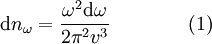 dn_ω = ω²dω / 2π²v³ (1)